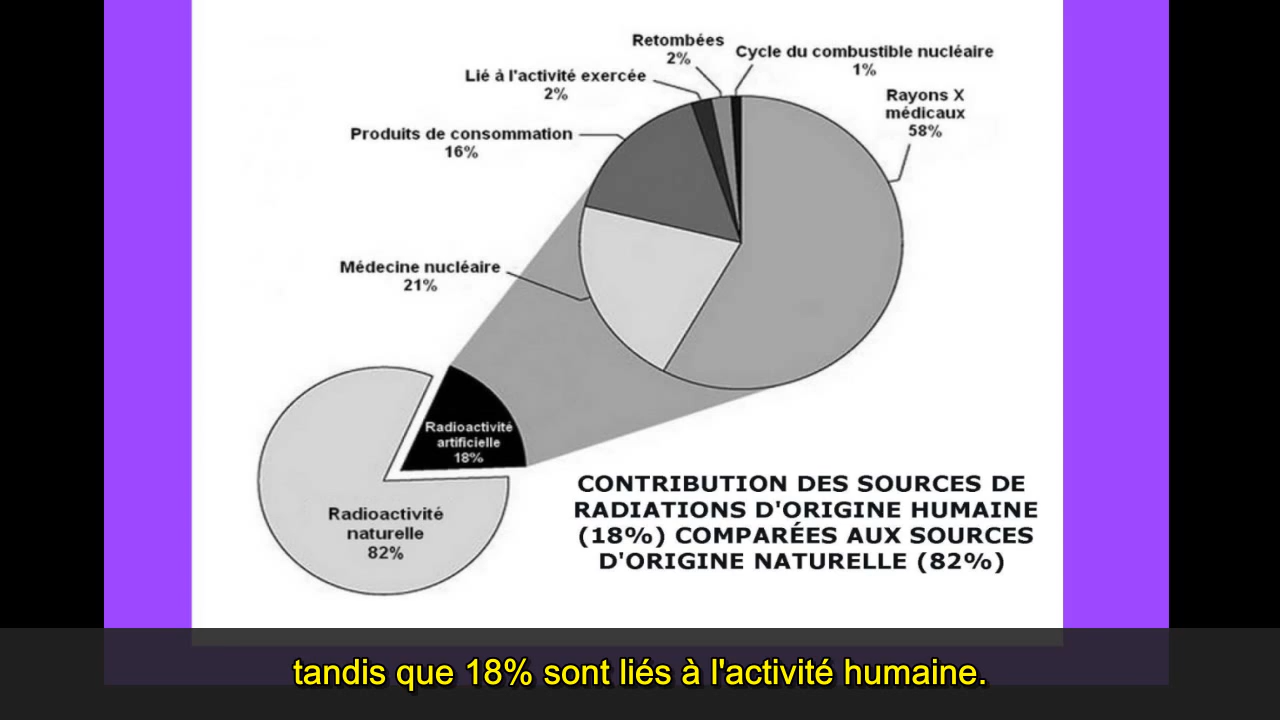 Retombées
2%
Cycle du combustible nucléaire
1%
Lié à l'activité exercée
2%
Rayons X
médicaux
58%
Produits de consommation
16%
Médecine nucléaire
21%
Radioactivité
artificielle
18%
Radioactivité
naturelle
82%
CONTRIBUTION DES SOURCES DE
RADIATIONS D'ORIGINE HUMAINE
(18%) COMPARÉES AUX SOURCES
D'ORIGINE NATURELLE (82%)
tandis que 18% sont liés à l'activité humaine.